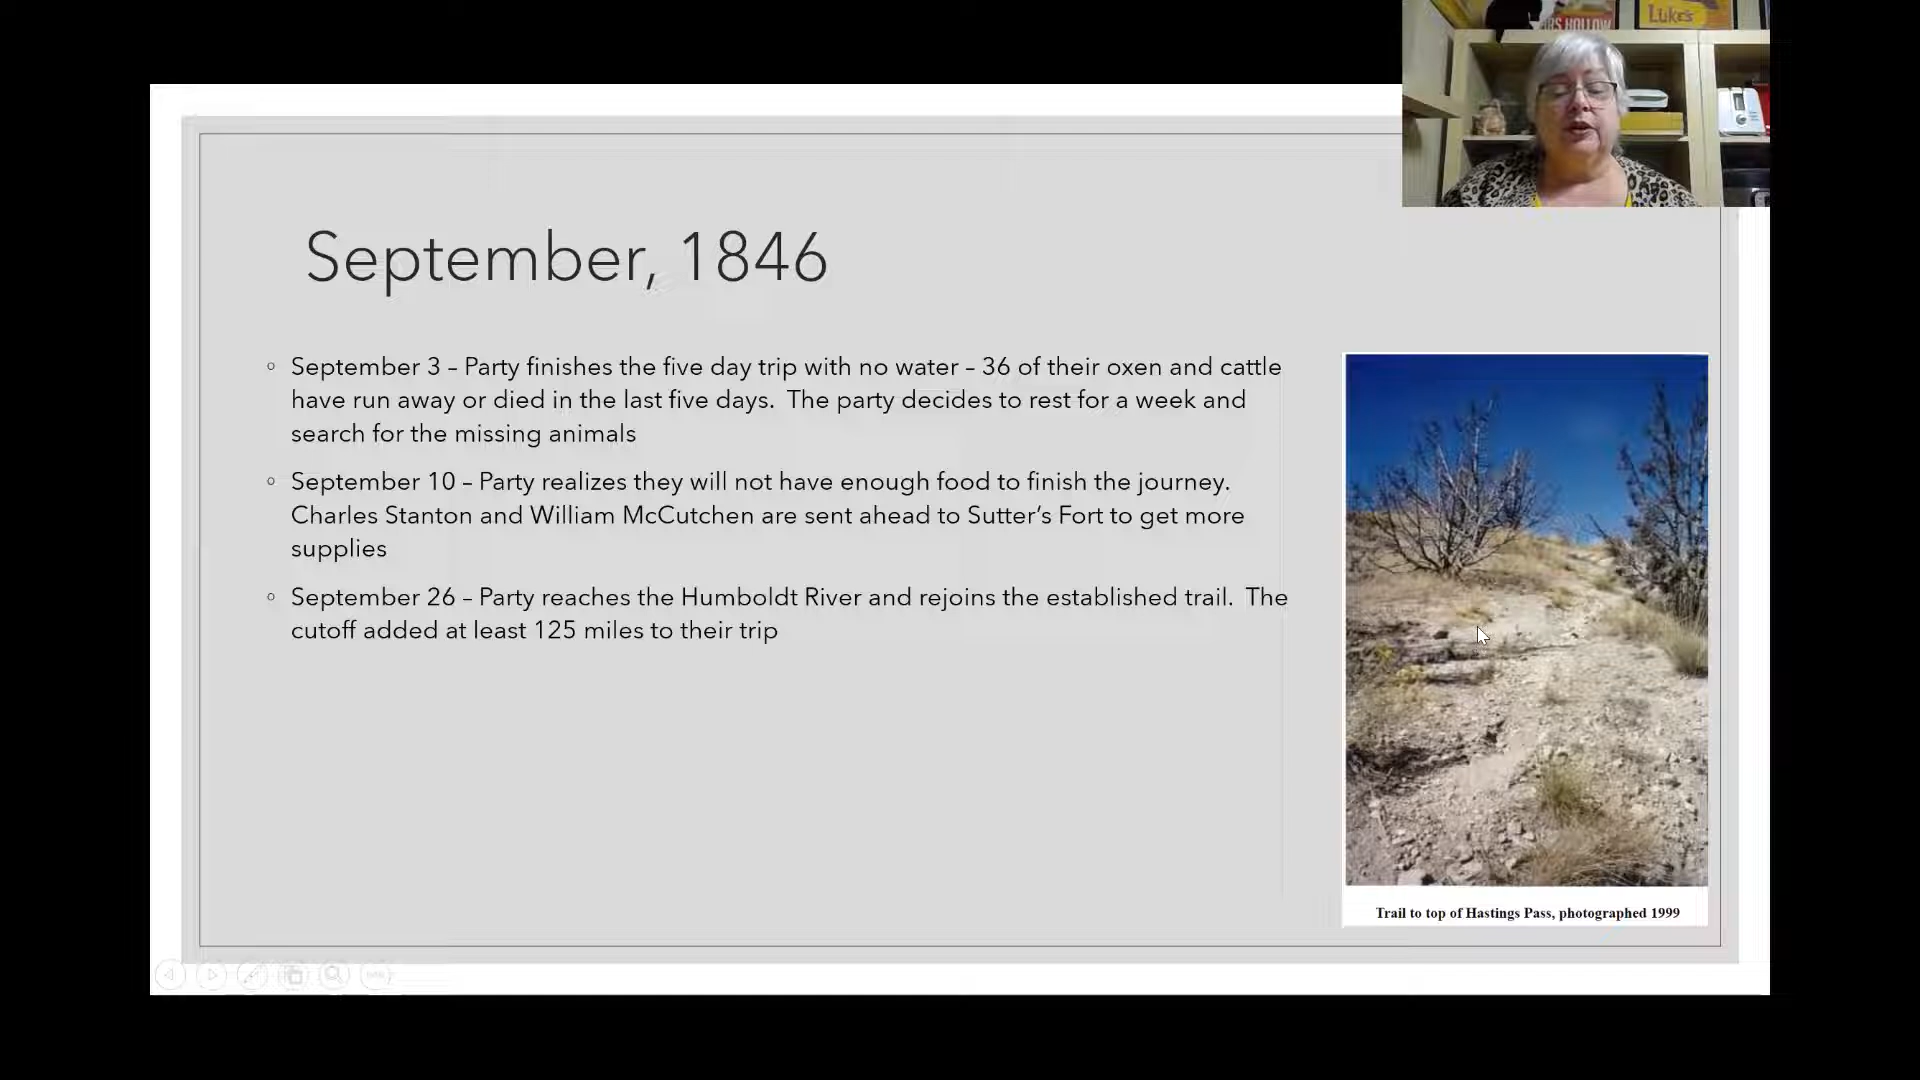 LUKE'S
RS HOLLOW
September, 1846
◦ September 3 – Party finishes the five day trip with no water – 36 of their oxen and cattle
have run away or died in the last five days.  The party decides to rest for a week and
search for the missing animals
◦ September 10 – Party realizes they will not have enough food to finish the journey.
Charles Stanton and William McCutchen are sent ahead to Sutter's Fort to get more
supplies
◦ September 26 – Party reaches the Humboldt River and rejoins the established trail.  The
cutoff added at least 125 miles to their trip
Trail to top of Hastings Pass, photographed 1999